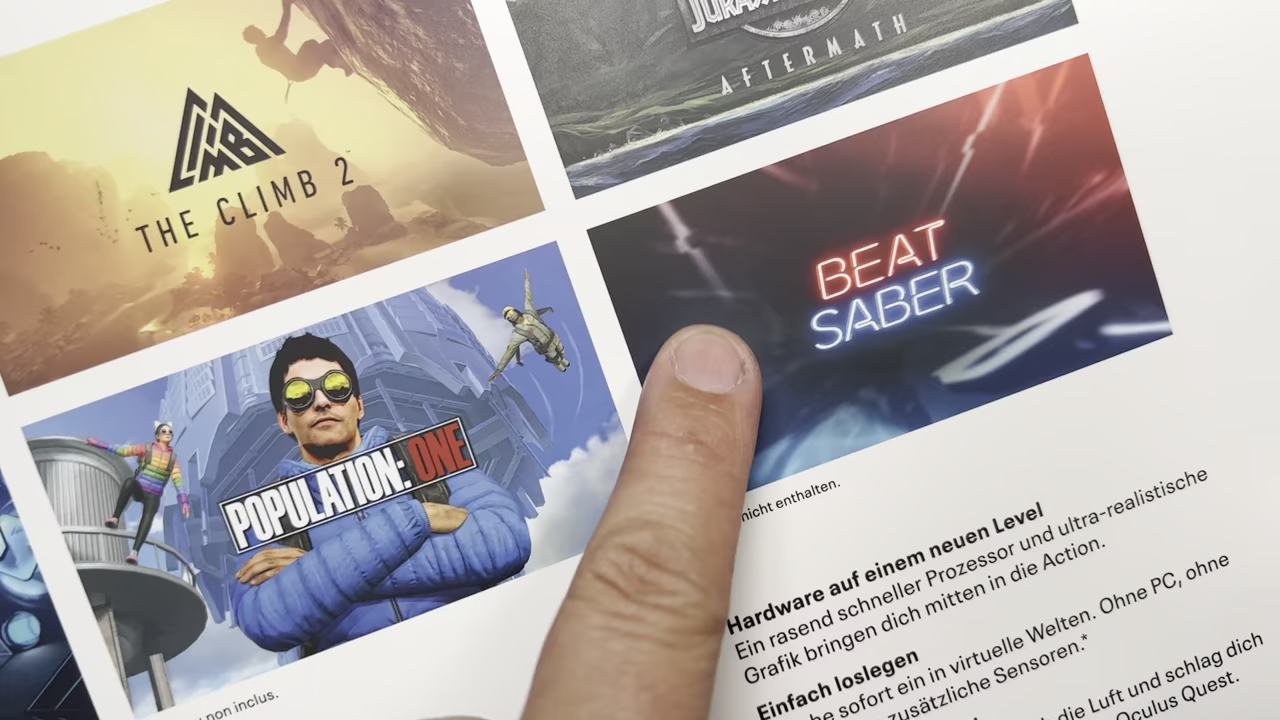 JURASSIC
AFTERMATH
CLIMB
THE CLIMB 2
BEAT
SABER
POPULATION: ONE
non inclus.
nicht enthalten.
Hardware auf einem neuen Level
Ein rasend schneller Prozessor und ultra-realistische
Grafik bringen dich mitten in die Action.
Einfach loslegen
sofort ein in virtuelle Welten. Ohne PC, ohne
zusätzliche Sensoren.*
die Luft und schlag dich
Oculus Quest.